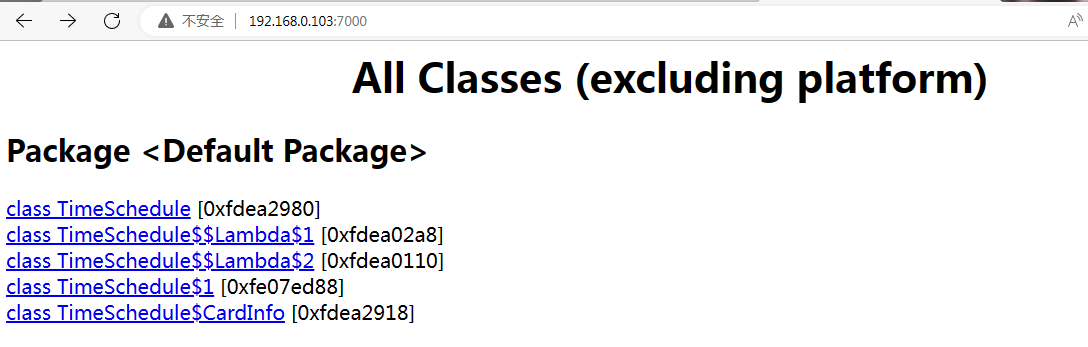 不安全 192.168.0.103:7000 A
All Classes (excluding platform)
Package <Default Package>
class TimeSchedule [0xfdea2980]
class TimeSchedule$$Lambda$1 [0xfdea02a8]
class TimeSchedule$$Lambda$2 [0xfdea0110]
class TimeSchedule$1 [0xfe07ed88]
class TimeSchedule$CardInfo [0xfdea2918]